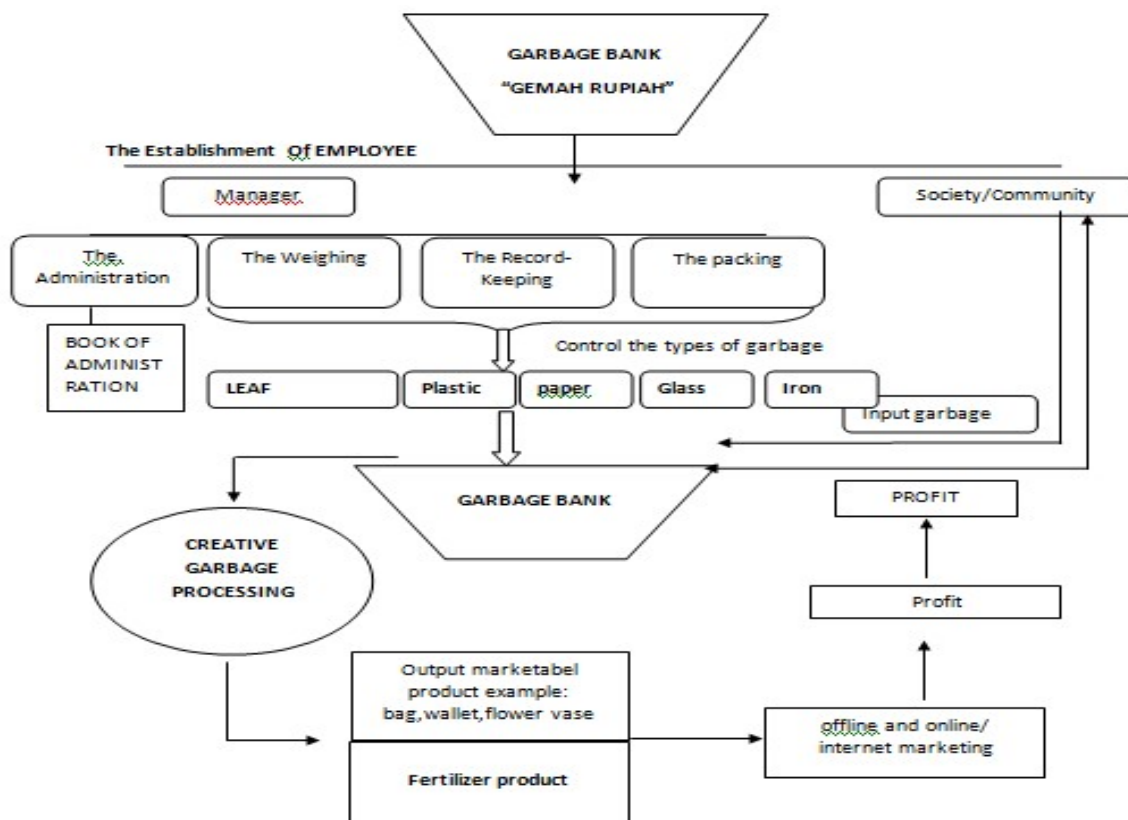 GARBAGE BANK
“GEMAH RUPIAH”
The Establishment Of EMPLOYEE
Manager
Society/Community
The
Administration
The Weighing
The Record-
Keeping
The packing
BOOK OF
ADMINIST
RATION
Control the types of garbage
LEAF
Plastic
paper
Glass
Iron
Input garbage
GARBAGE BANK
PROFIT
CREATIVE
GARBAGE
PROCESSING
Profit
Output marketabel
product example:
bag,wallet,flower vase
offline and online/
internet marketing
Fertilizer product